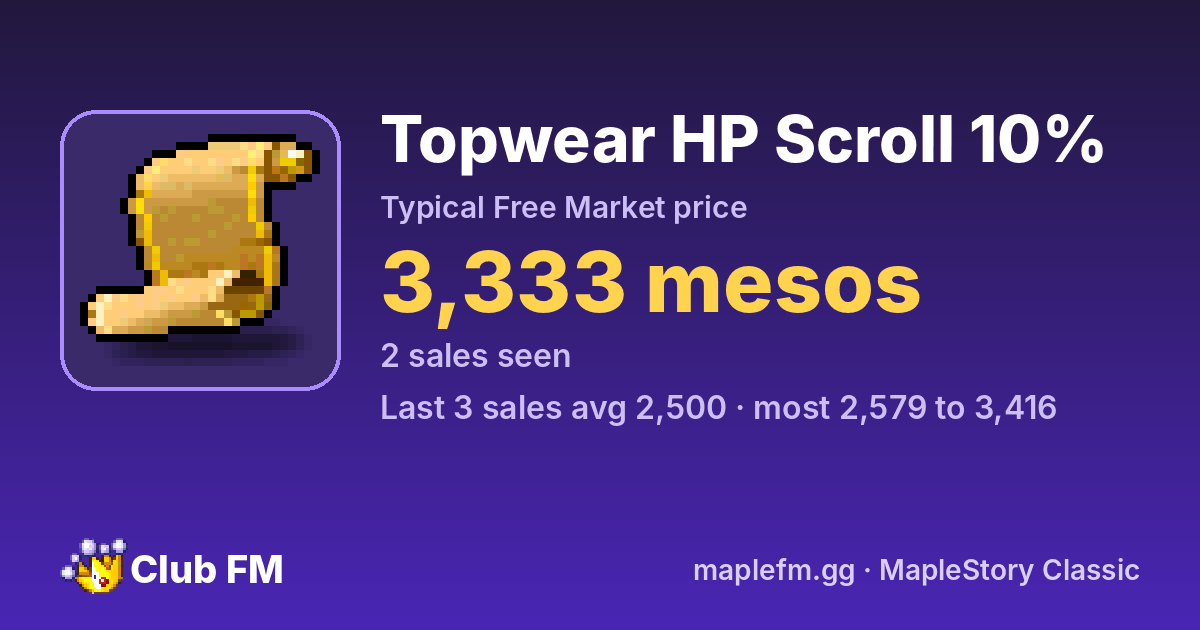 Topwear HP Scroll 10%
Typical Free Market price
3,333 mesos
2 sales seen
Last 3 sales avg 2,500 · most 2,579 to 3,416
Club FM
maplefm.gg · MapleStory Classic